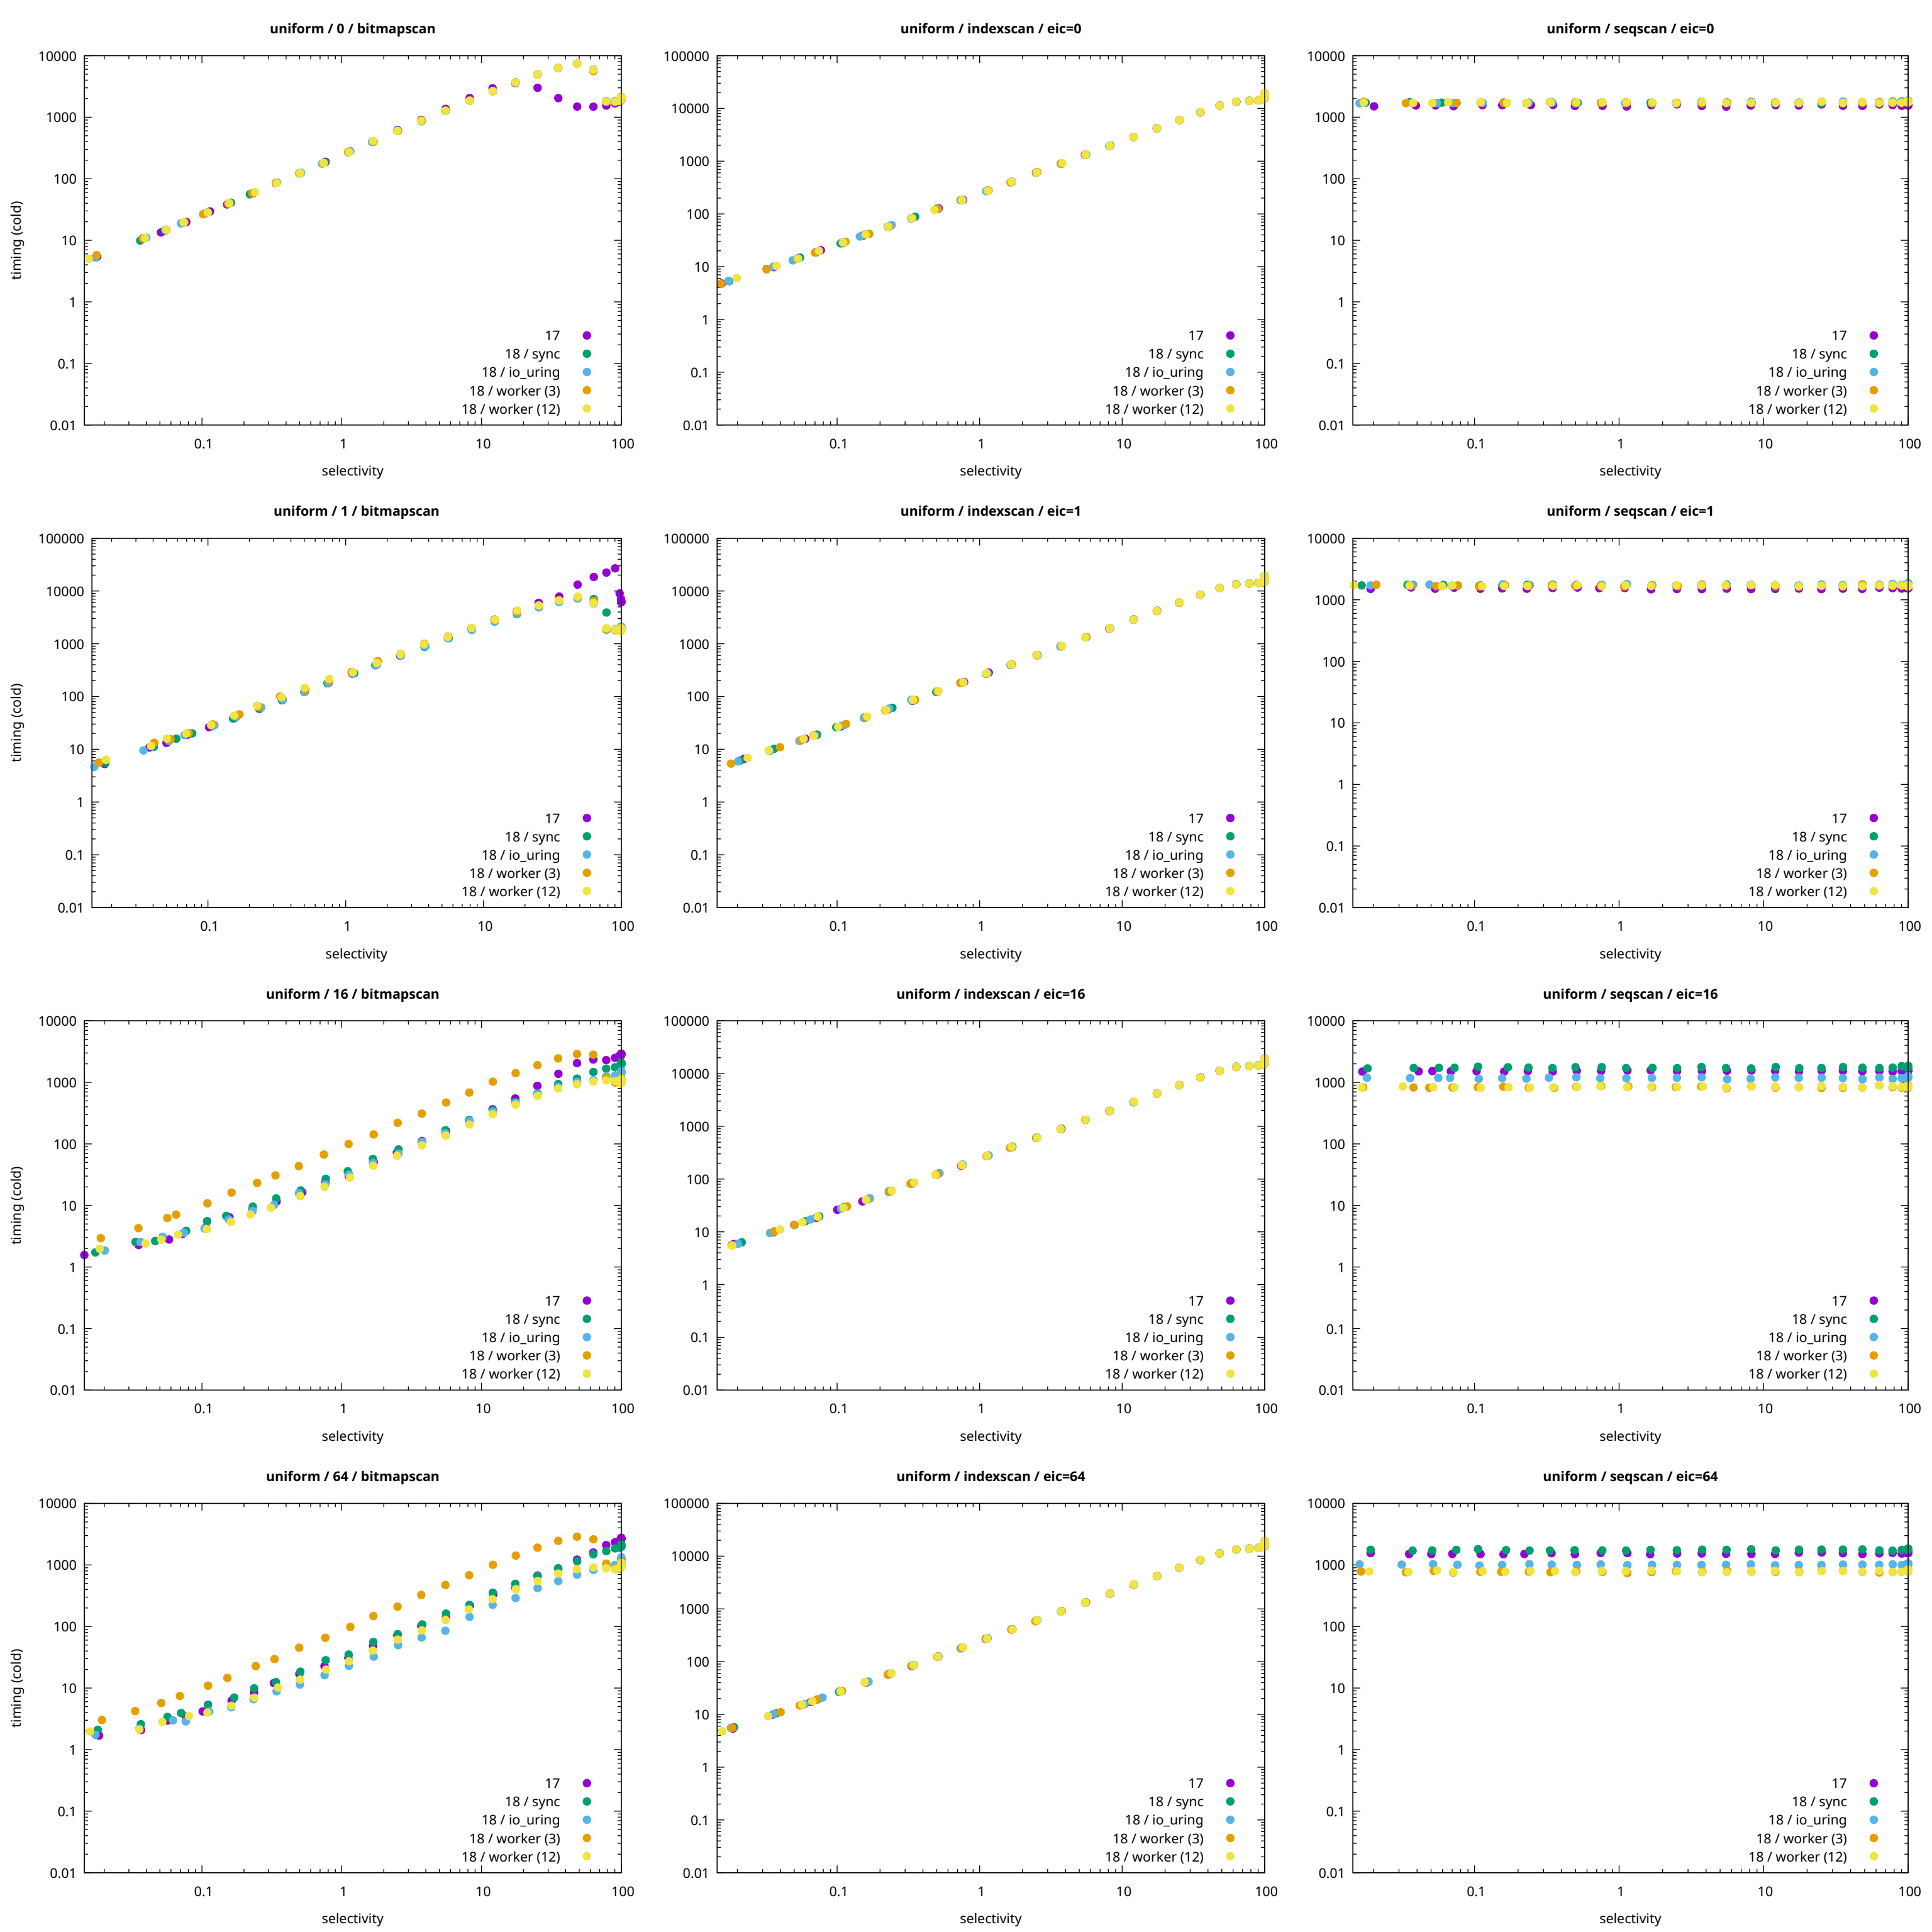 uniform / 0 / bitmapscan
10000
1000
100
10
1
0.1
0.01
timing (cold)
17
18 / sync
18 / io_uring
18 / worker (3)
18 / worker (12)
0.1 1 10 100
selectivity
uniform / indexscan / eic=0
100000
10000
1000
100
10
1
0.1
0.01
17
18 / sync
18 / io_uring
18 / worker (3)
18 / worker (12)
0.1 1 10 100
selectivity
uniform / seqscan / eic=0
10000
1000
100
10
1
0.1
0.01
17
18 / sync
18 / io_uring
18 / worker (3)
18 / worker (12)
0.1 1 10 100
selectivity
uniform / 1 / bitmapscan
100000
10000
1000
100
10
1
0.1
0.01
timing (cold)
17
18 / sync
18 / io_uring
18 / worker (3)
18 / worker (12)
0.1 1 10 100
selectivity
uniform / indexscan / eic=1
100000
10000
1000
100
10
1
0.1
0.01
17
18 / sync
18 / io_uring
18 / worker (3)
18 / worker (12)
0.1 1 10 100
selectivity
uniform / seqscan / eic=1
10000
1000
100
10
1
0.1
0.01
17
18 / sync
18 / io_uring
18 / worker (3)
18 / worker (12)
0.1 1 10 100
selectivity
uniform / 16 / bitmapscan
10000
1000
100
10
1
0.1
0.01
timing (cold)
17
18 / sync
18 / io_uring
18 / worker (3)
18 / worker (12)
0.1 1 10 100
selectivity
uniform / indexscan / eic=16
100000
10000
1000
100
10
1
0.1
0.01
17
18 / sync
18 / io_uring
18 / worker (3)
18 / worker (12)
0.1 1 10 100
selectivity
uniform / seqscan / eic=16
10000
1000
100
10
1
0.1
0.01
17
18 / sync
18 / io_uring
18 / worker (3)
18 / worker (12)
0.1 1 10 100
selectivity
uniform / 64 / bitmapscan
10000
1000
100
10
1
0.1
0.01
timing (cold)
17
18 / sync
18 / io_uring
18 / worker (3)
18 / worker (12)
0.1 1 10 100
selectivity
uniform / indexscan / eic=64
100000
10000
1000
100
10
1
0.1
0.01
17
18 / sync
18 / io_uring
18 / worker (3)
18 / worker (12)
0.1 1 10 100
selectivity
uniform / seqscan / eic=64
10000
1000
100
10
1
0.1
0.01
17
18 / sync
18 / io_uring
18 / worker (3)
18 / worker (12)
0.1 1 10 100
selectivity